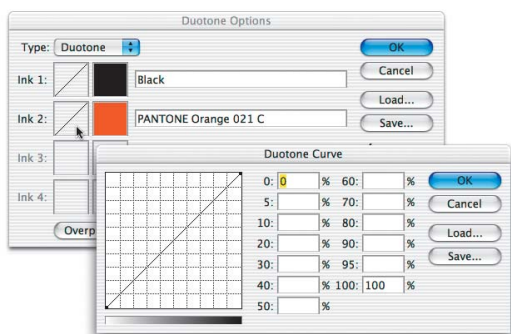 Duotone Options
Type: Duotone
OK
Ink 1: Black
Cancel
Load...
Ink 2: PANTONE Orange 021 C
Save...
Ink 3:
Ink 4:
Overp
Duotone Curve
0: 0 % 60: % OK
5: % 70: % Cancel
10: % 80: %
20: % 90: % Load...
30: % 95: % Save...
40: % 100: 100 %
50: %